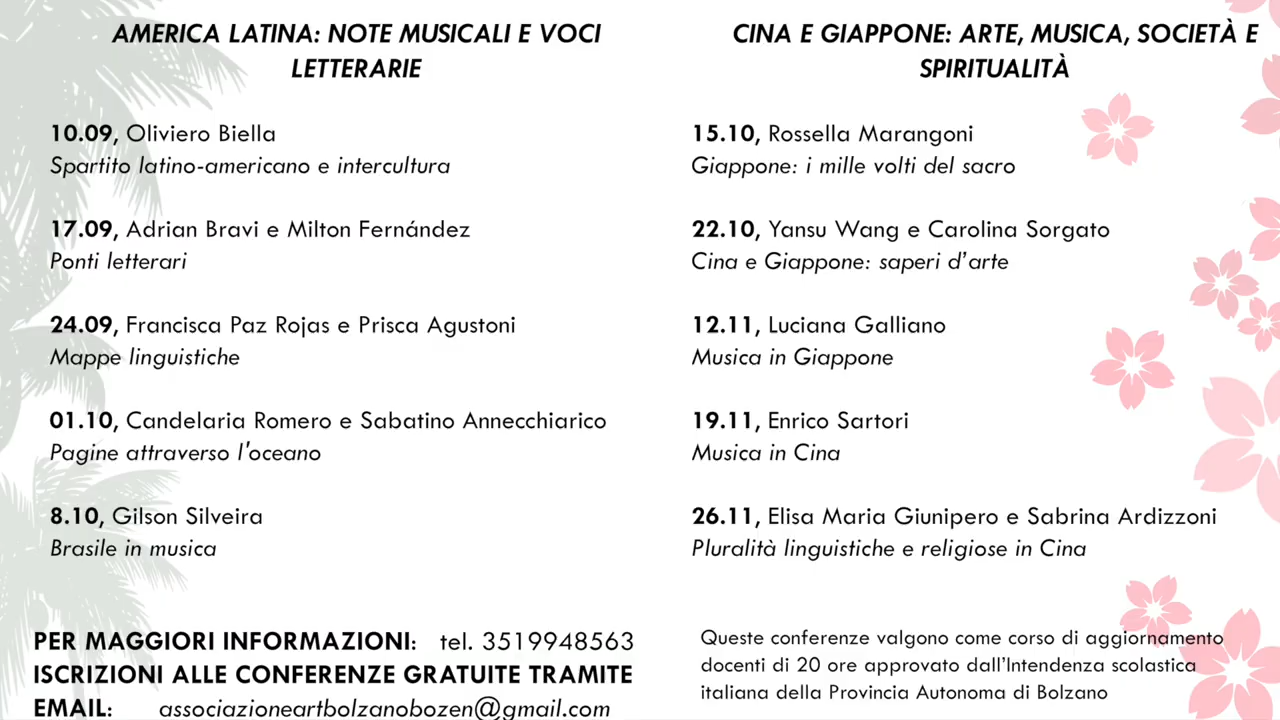 AMERICA LATINA: NOTE MUSICALI E VOCI
LETTERARIE
10.09, Oliviero Biella
Spartito latino-americano e intercultura
17.09, Adrian Bravi e Milton Fernández
Ponti letterari
24.09, Francisca Paz Rojas e Prisca Agustoni
Mappe linguistiche
01.10, Candelaria Romero e Sabatino Annecchiarico
Pagine attraverso l'oceano
8.10, Gilson Silveira
Brasile in musica
PER MAGGIORI INFORMAZIONI: tel. 3519948563
ISCRIZIONI ALLE CONFERENZE GRATUITE TRAMITE
EMAIL: associazioneartbolzanobozen@gmail.com
CINA E GIAPPONE: ARTE, MUSICA, SOCIETÀ E
SPIRITUALITÀ
15.10, Rossella Marangoni
Giappone: i mille volti del sacro
22.10, Yansu Wang e Carolina Sorgato
Cina e Giappone: saperi d'arte
12.11, Luciana Galliano
Musica in Giappone
19.11, Enrico Sartori
Musica in Cina
26.11, Elisa Maria Giunipero e Sabrina Ardizzoni
Pluralità linguistiche e religiose in Cina
Queste conferenze valgono come corso di aggiornamento
docenti di 20 ore approvato dall'Intendenza scolastica
italiana della Provincia Autonoma di Bolzano